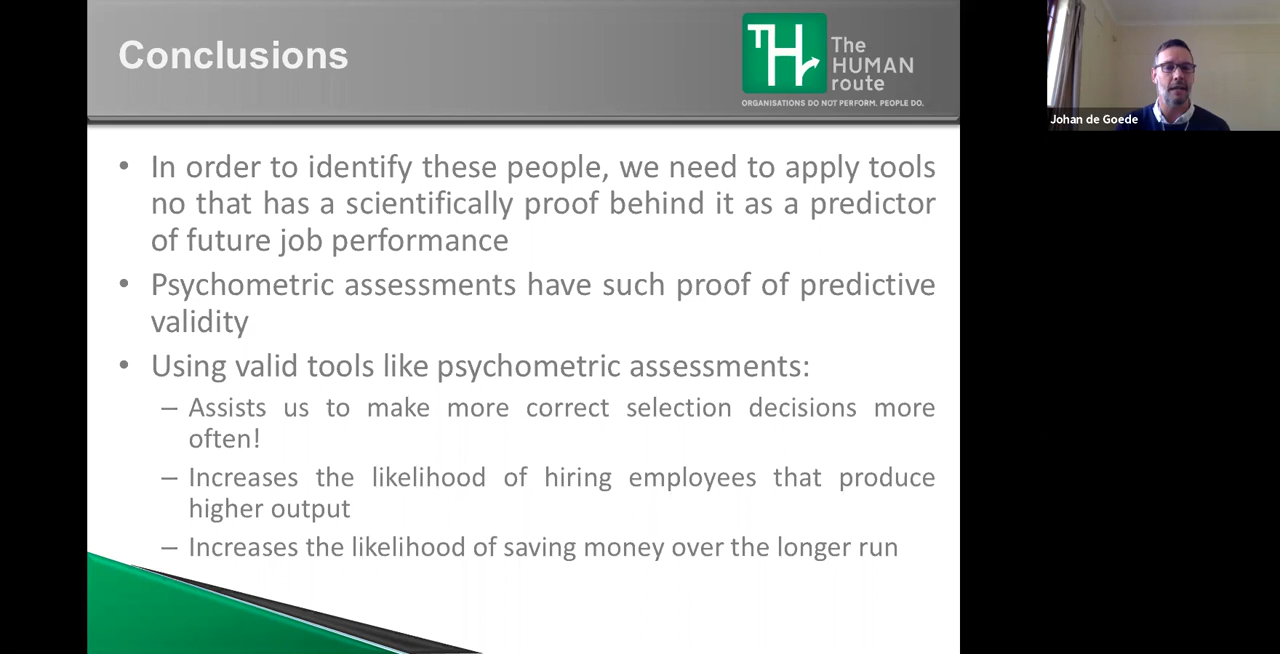 Conclusions
TH
The
HUMAN
route
ORGANISATIONS DO NOT PERFORM. PEOPLE DO.
Johan de Goede
• In order to identify these people, we need to apply tools
no that has a scientifically proof behind it as a predictor
of future job performance
• Psychometric assessments have such proof of predictive
validity
• Using valid tools like psychometric assessments:
– Assists us to make more correct selection decisions more
often!
– Increases the likelihood of hiring employees that produce
higher output
– Increases the likelihood of saving money over the longer run